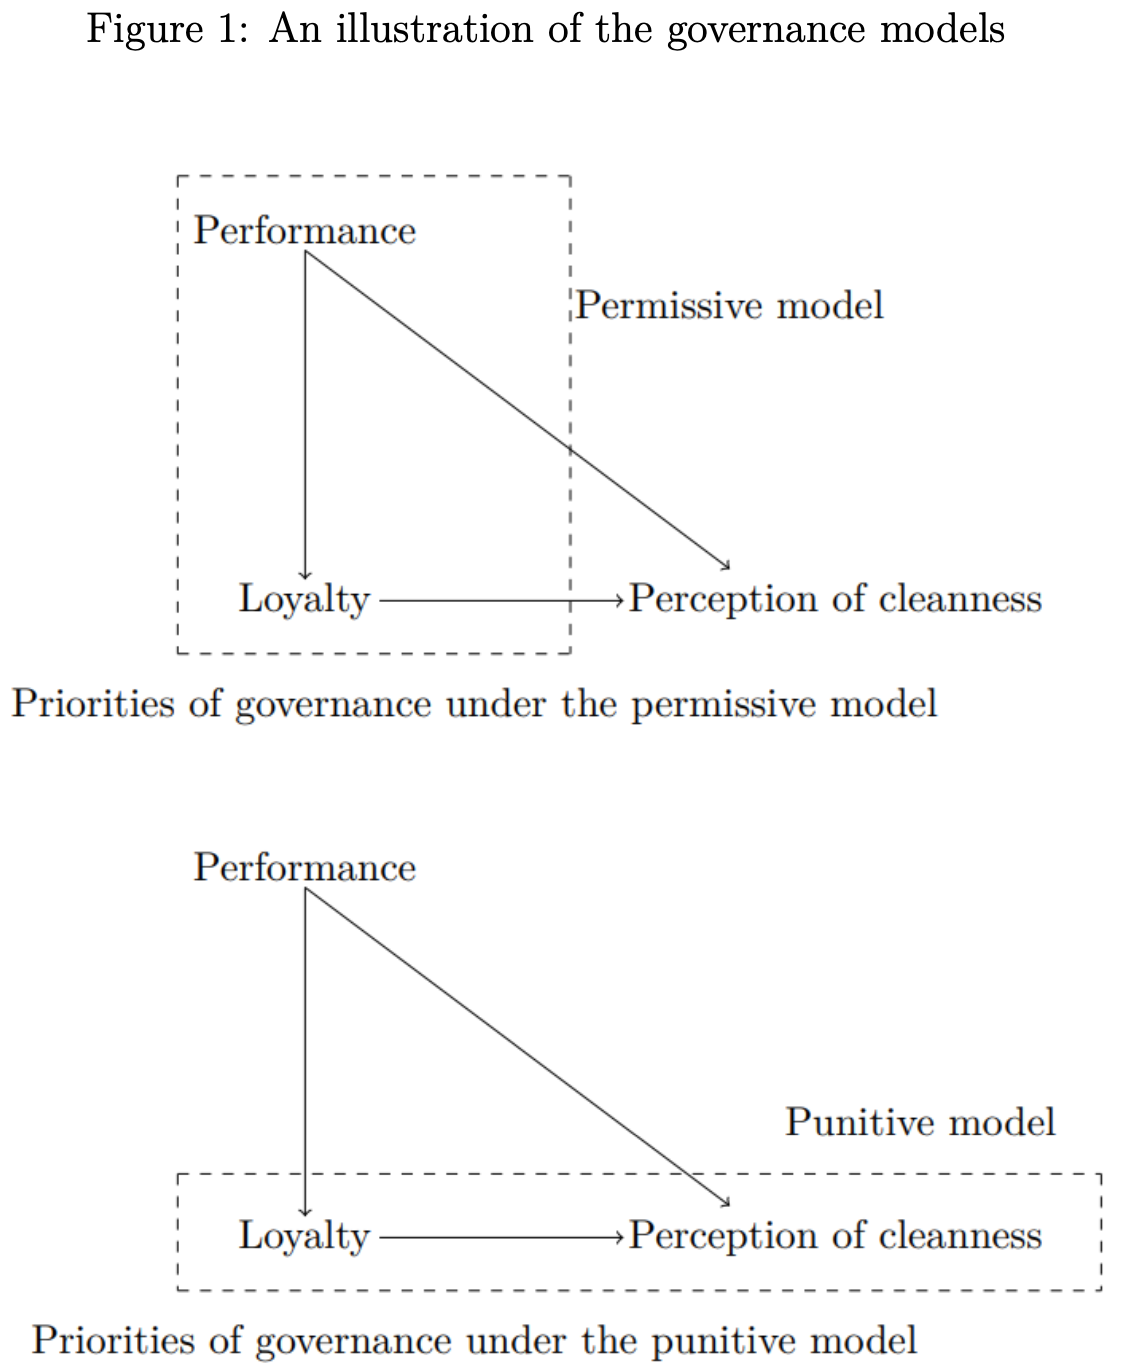 Figure 1: An illustration of the governance models
Performance
Permissive model
Loyalty
Perception of cleanness
Priorities of governance under the permissive model
Performance
Punitive model
Loyalty
Perception of cleanness
Priorities of governance under the punitive model